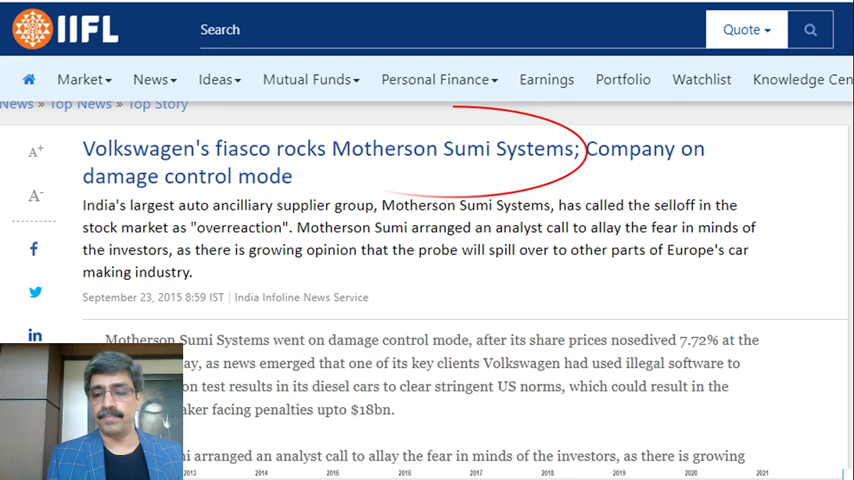 IIFL
Search
Quote
Market News Ideas Mutual Funds Personal Finance Earnings Portfolio Watchlist Knowledge Cen
News » Top News » Top Story
A+
A-
Volkswagen's fiasco rocks Motherson Sumi Systems; Company on
damage control mode
India's largest auto ancilliary supplier group, Motherson Sumi Systems, has called the selloff in the
stock market as "overreaction". Motherson Sumi arranged an analyst call to allay the fear in minds of
the investors, as there is growing opinion that the probe will spill over to other parts of Europe's car
making industry.
September 23, 2015 8:59 IST | India Infoline News Service
Motherson Sumi Systems went on damage control mode, after its share prices nosedived 7.72% at the
ay, as news emerged that one of its key clients Volkswagen had used illegal software to
on test results in its diesel cars to clear stringent US norms, which could result in the
aker facing penalties upto $18bn.
ni arranged an analyst call to allay the fear in minds of the investors, as there is growing
2013 2014 2015 2016 2017 2018 2019 2020 2021